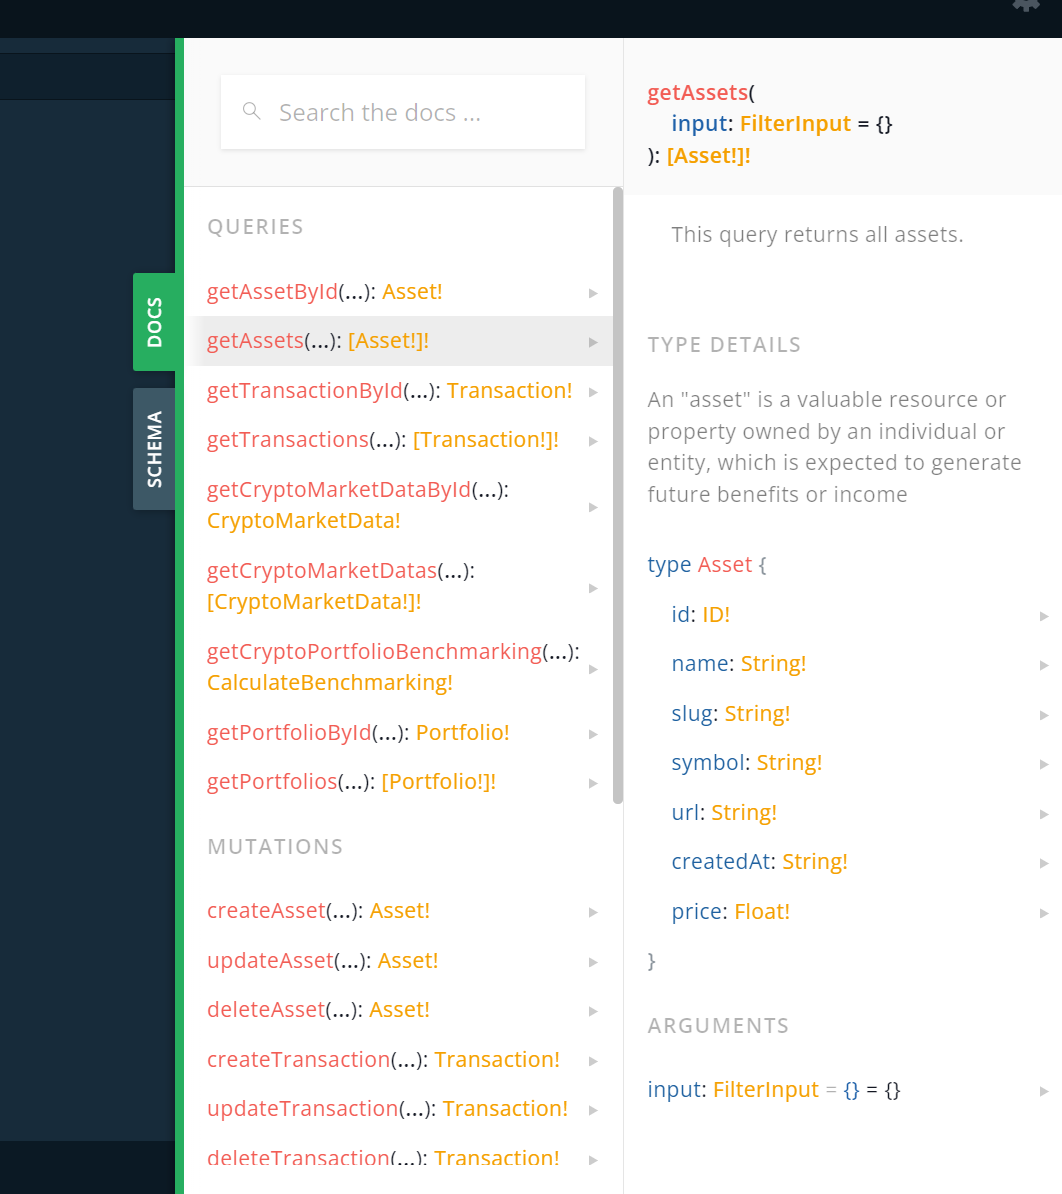 DOCS
SCHEMA
Search the docs ...
QUERIES
getAssetById(...): Asset!
getAssets(...): [Asset!]!
getTransactionById(...): Transaction!
getTransactions(...): [Transaction!]!
getCryptoMarketDataById(...):
CryptoMarketData!
getCryptoMarketDatas(...):
[CryptoMarketData!]!
getCryptoPortfolioBenchmarking(...):
CalculateBenchmarking!
getPortfolioById(...): Portfolio!
getPortfolios(...): [Portfolio!]!
MUTATIONS
createAsset(...): Asset!
updateAsset(...): Asset!
deleteAsset(...): Asset!
createTransaction(...): Transaction!
updateTransaction(...): Transaction!
deleteTransaction(...): Transaction!
getAssets(
input: FilterInput = {}
): [Asset!]!
This query returns all assets.
TYPE DETAILS
An "asset" is a valuable resource or
property owned by an individual or
entity, which is expected to generate
future benefits or income
type Asset {
id: ID!
name: String!
slug: String!
symbol: String!
url: String!
createdAt: String!
price: Float!
}
ARGUMENTS
input: FilterInput = {} = {}